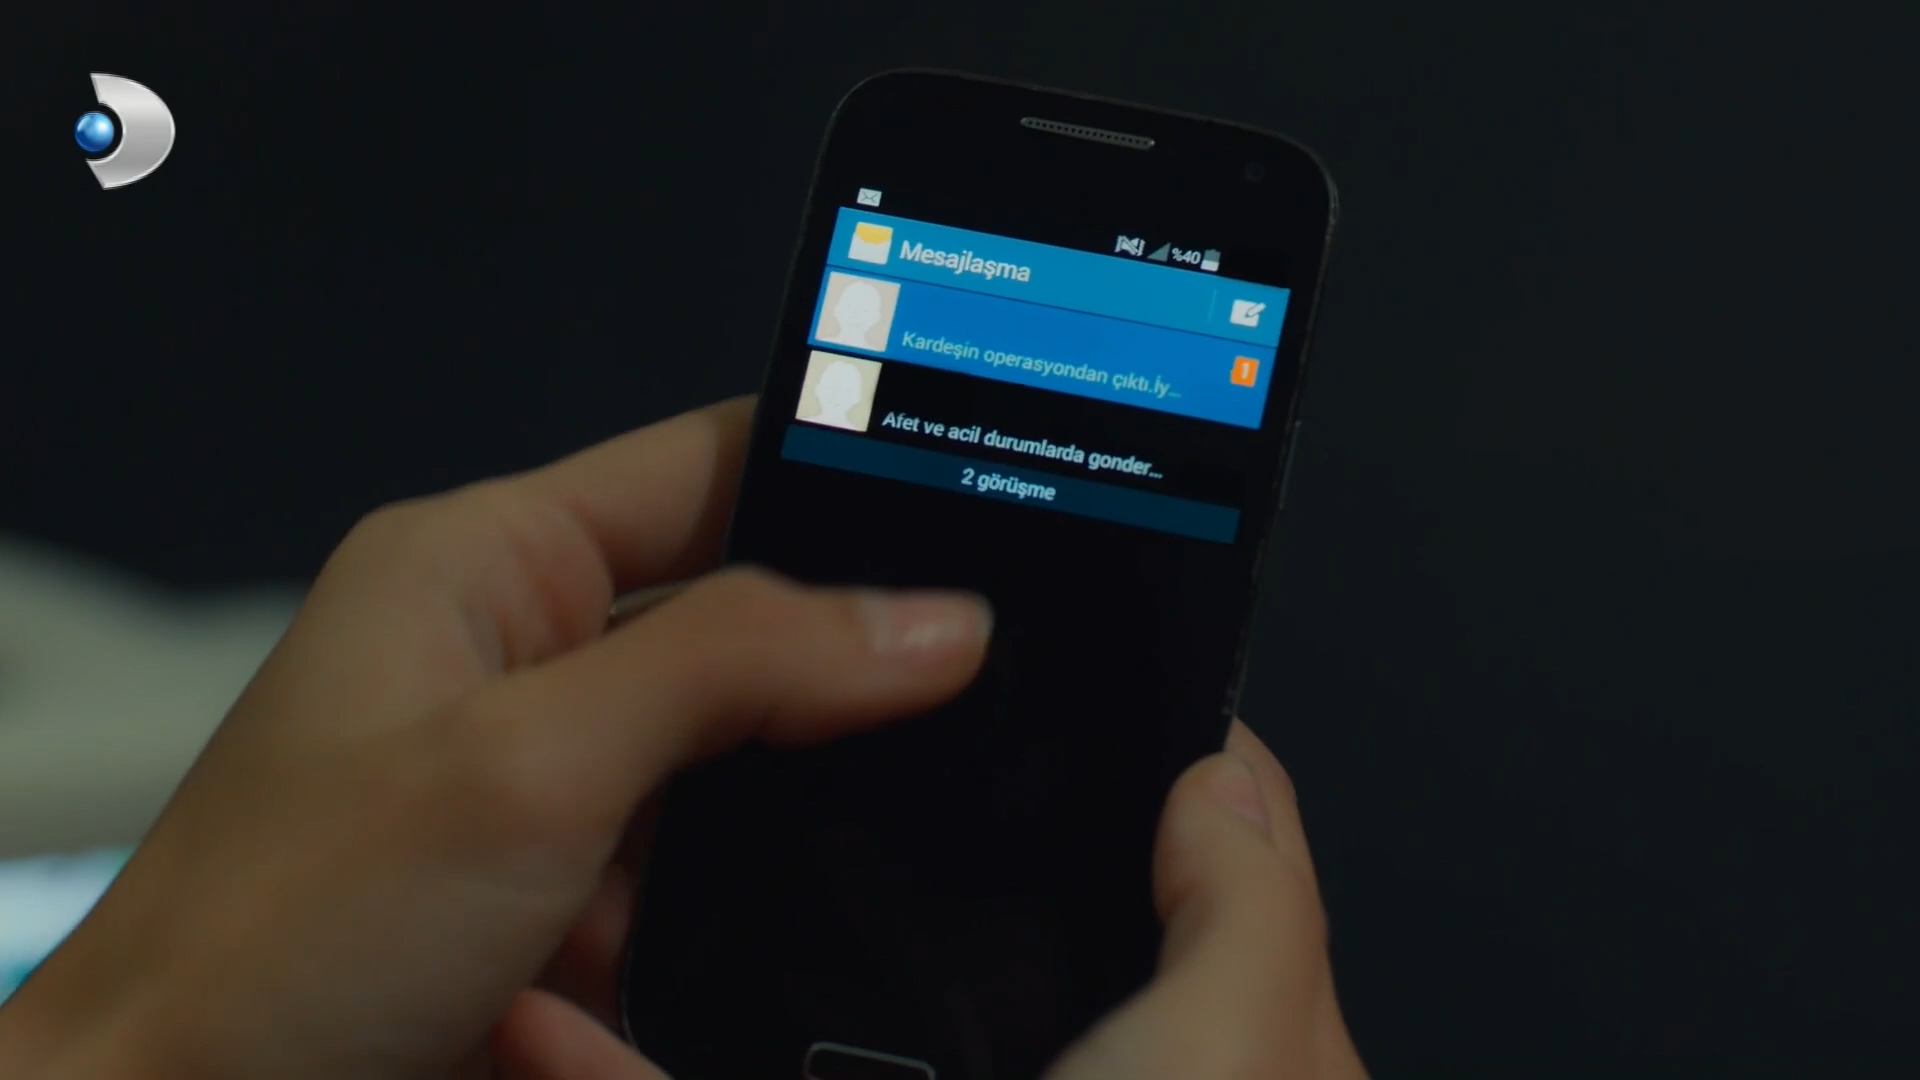 %40
Mesajlaşma
Kardeşin operasyondan çıktı.İy...
1
Afet ve acil durumlarda gonder...
2 görüşme